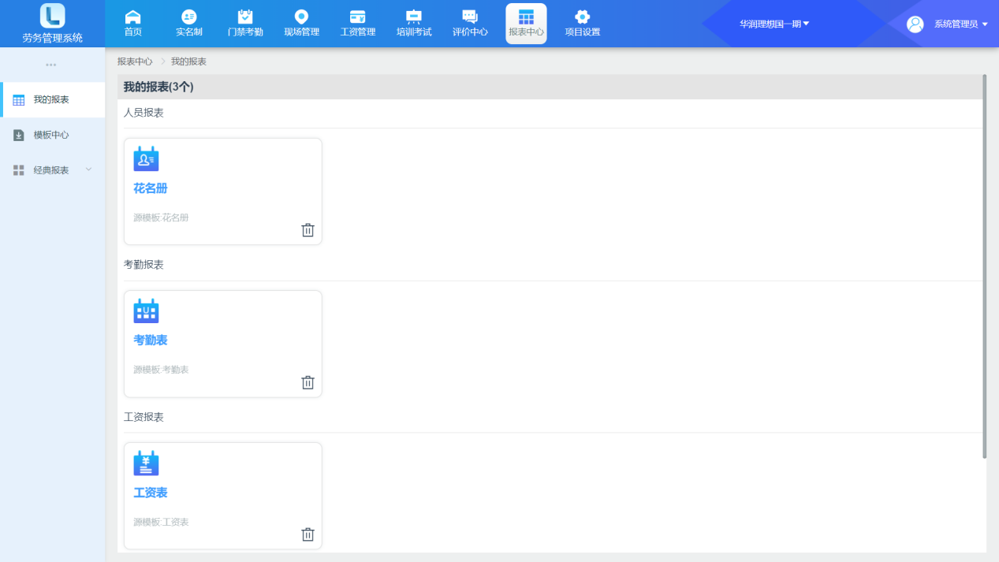 劳务管理系统
首页
实名制
门禁考勤
现场管理
工资管理
培训考试
评价中心
报表中心
项目设置
华润理想国一期
系统管理员
我的报表
模板中心
经典报表
报表中心 > 我的报表
我的报表(3个)
人员报表
花名册
源模板:花名册
考勤报表
考勤表
源模板:考勤表
工资报表
工资表
源模板:工资表